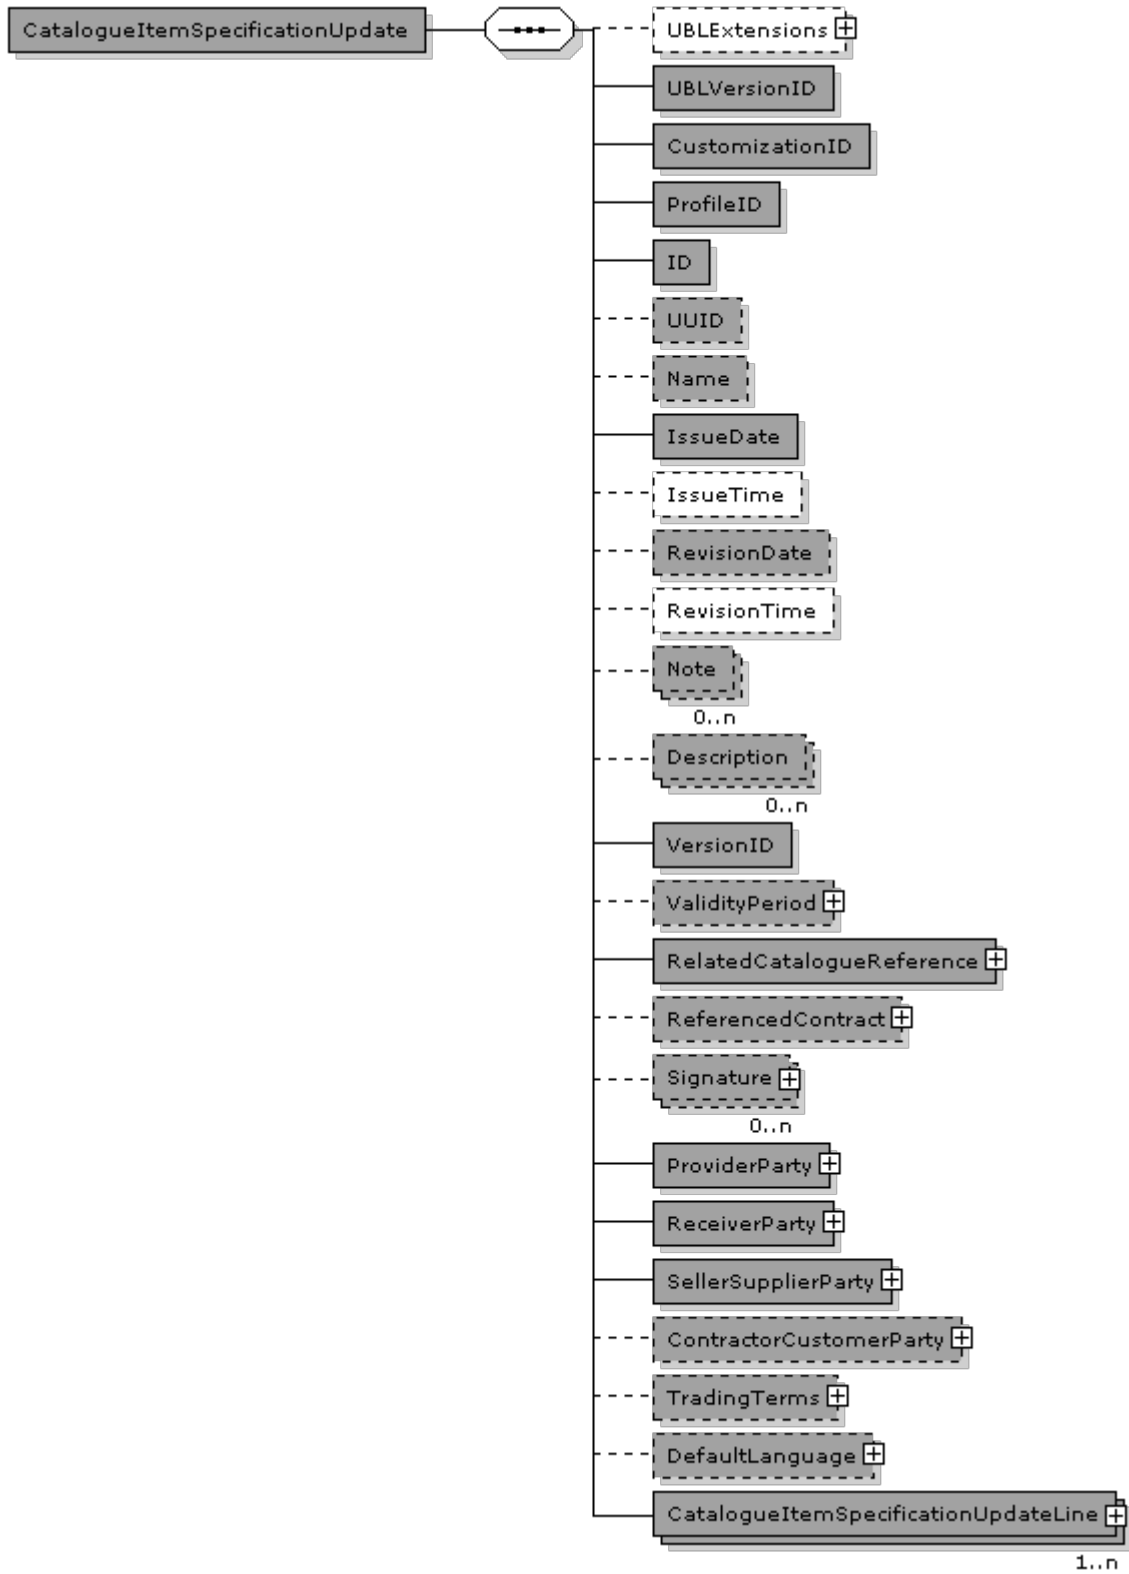 CatalogueItemSpecificationUpdate
UBLExtensions
UBLVersionID
CustomizationID
ProfileID
ID
UUID
Name
IssueDate
IssueTime
RevisionDate
RevisionTime
Note
0..n
Description
0..n
VersionID
ValidityPeriod
RelatedCatalogueReference
ReferencedContract
Signature
0..n
ProviderParty
ReceiverParty
SellerSupplierParty
ContractorCustomerParty
TradingTerms
DefaultLanguage
CatalogueItemSpecificationUpdateLine
1..n